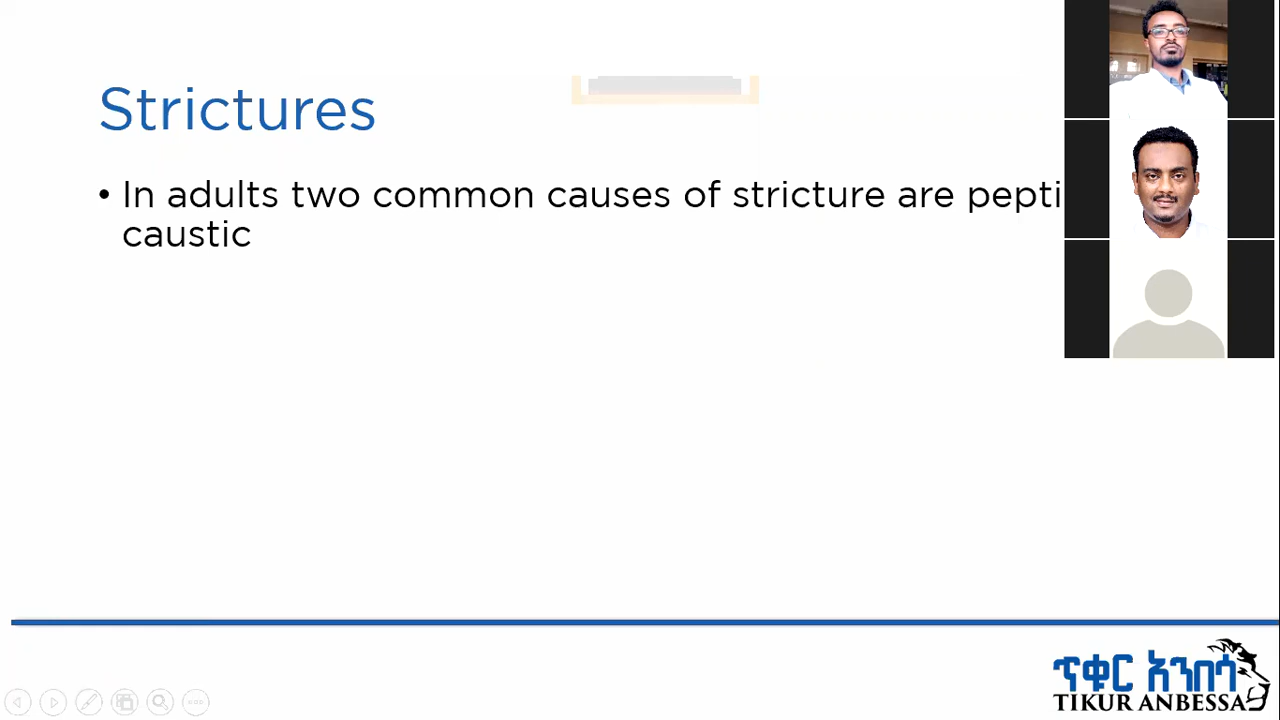 Strictures
• In adults two common causes of stricture are pepti
caustic
ጥቁር አንበሳ
TIKUR ANBESSA